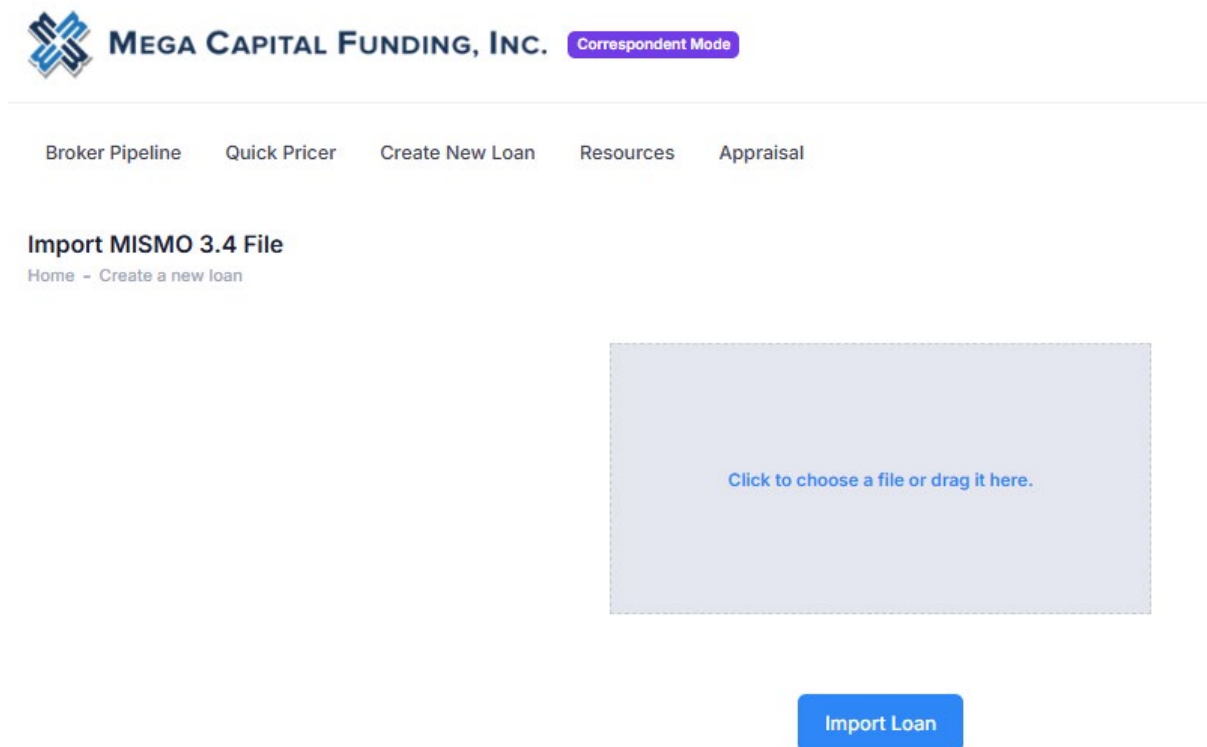 MEGA CAPITAL FUNDING, INC. Correspondent Mode
Broker Pipeline Quick Pricer Create New Loan Resources Appraisal
Import MISMO 3.4 File
Home - Create a new loan
Click to choose a file or drag it here.
Import Loan